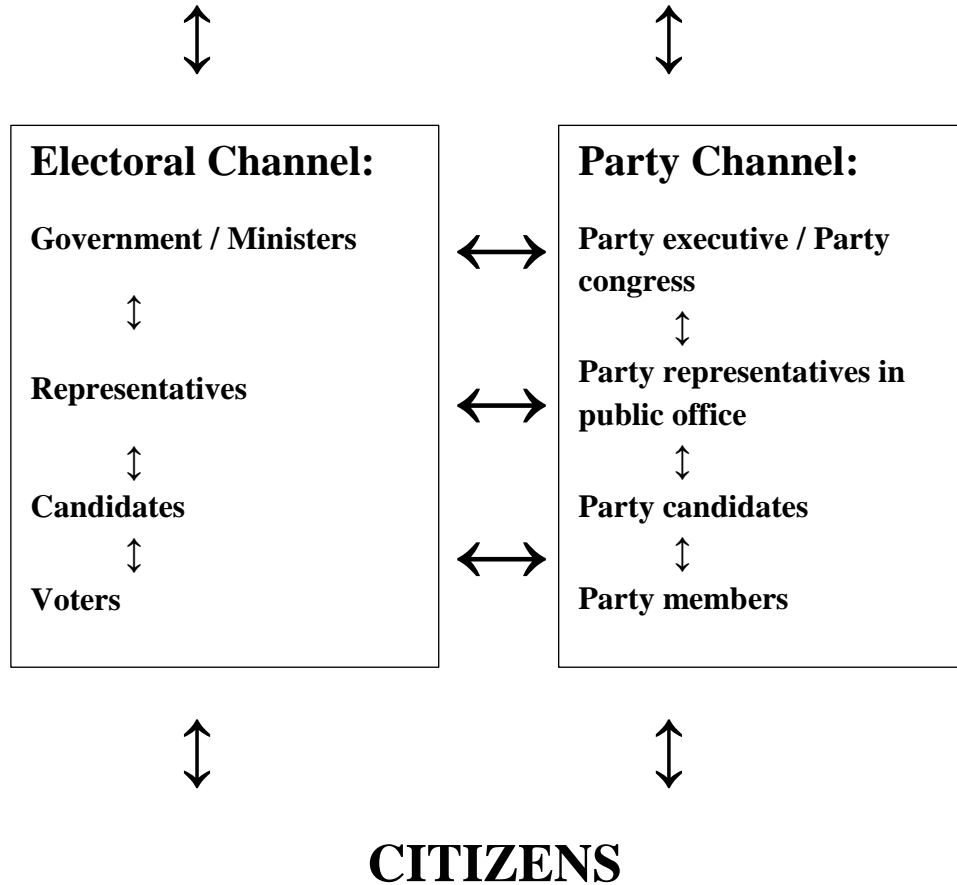 Electoral Channel:
Government / Ministers
Representatives
Candidates
Voters
Party Channel:
Party executive / Party
congress
Party representatives in
public office
Party candidates
Party members
CITIZENS